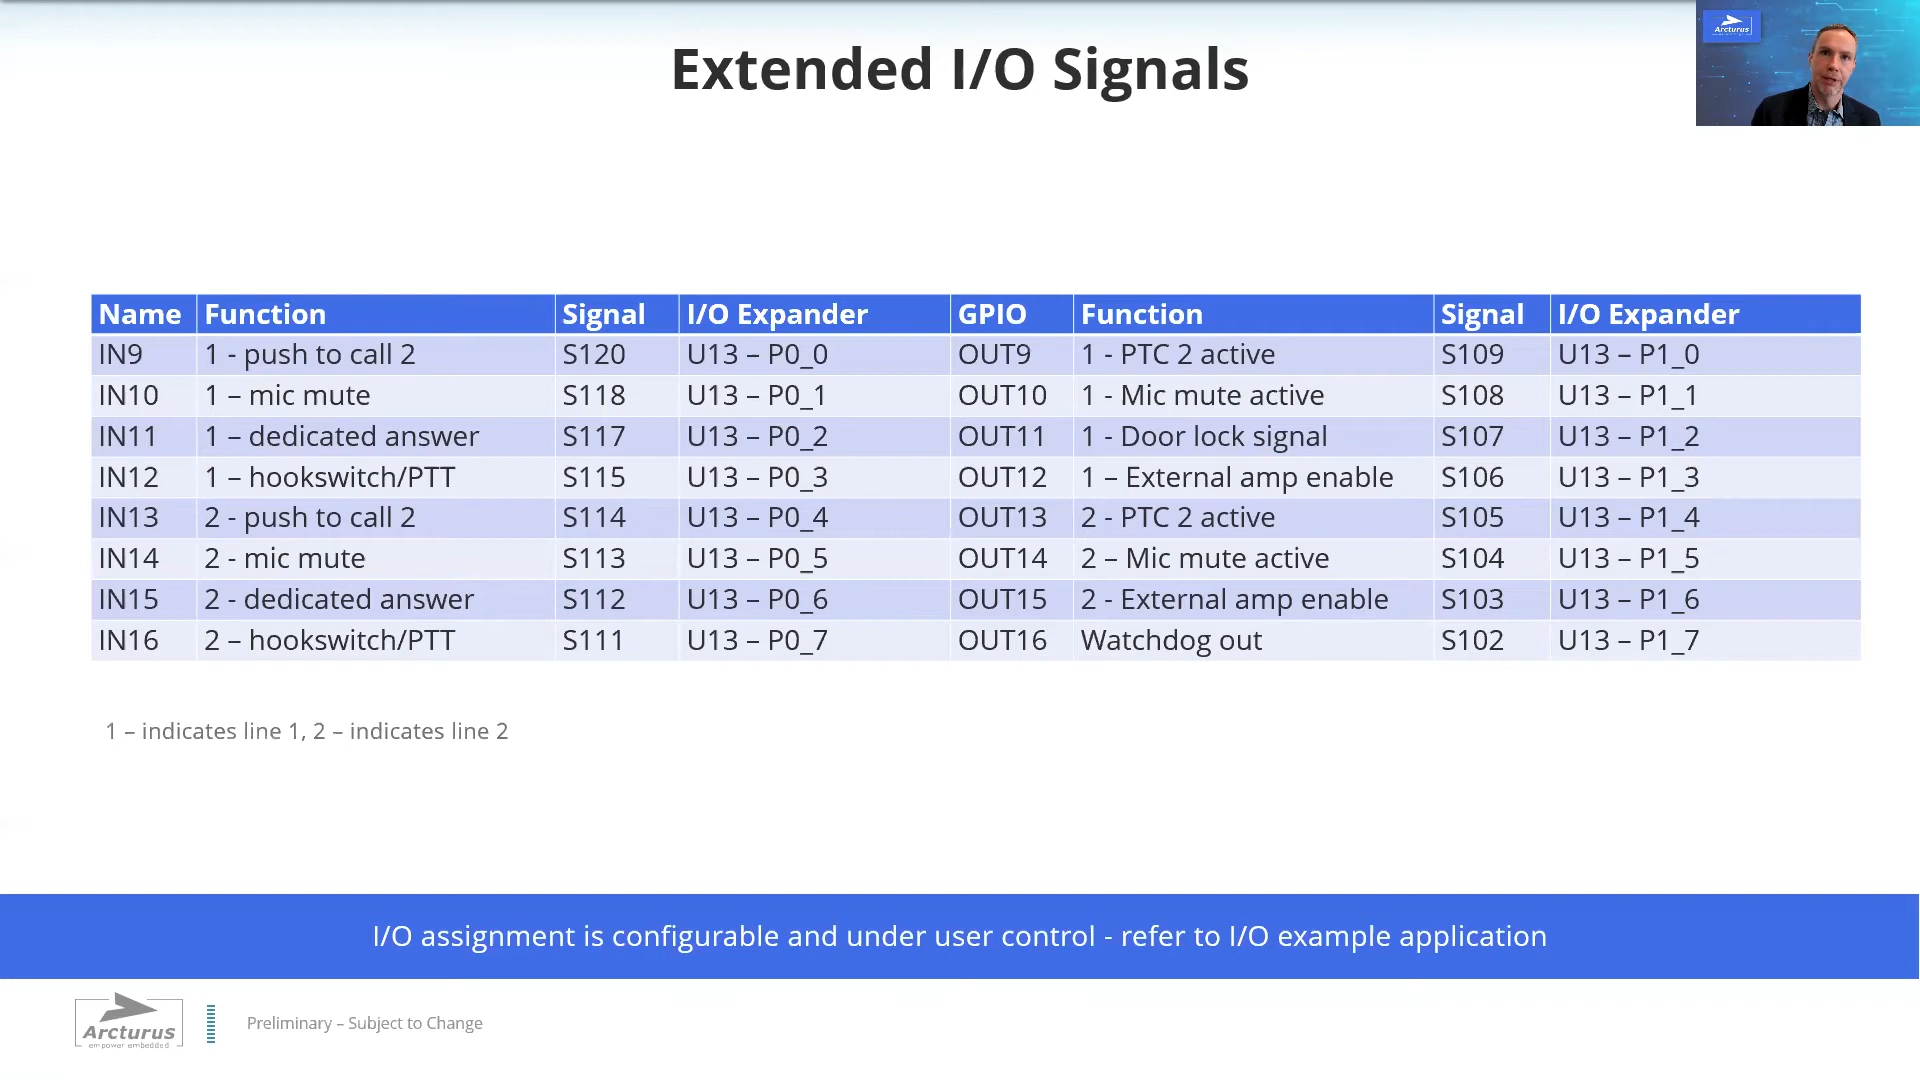 Arcturus
Extended I/O Signals
Name Function Signal I/O Expander GPIO Function Signal I/O Expander
IN9 1 - push to call 2 S120 U13 – P0_0 OUT9 1 - PTC 2 active S109 U13 – P1_0
IN10 1 – mic mute S118 U13 – P0_1 OUT10 1 - Mic mute active S108 U13 – P1_1
IN11 1 – dedicated answer S117 U13 – P0_2 OUT11 1 - Door lock signal S107 U13 – P1_2
IN12 1 – hookswitch/PTT S115 U13 – P0_3 OUT12 1 – External amp enable S106 U13 – P1_3
IN13 2 - push to call 2 S114 U13 – P0_4 OUT13 2 - PTC 2 active S105 U13 – P1_4
IN14 2 - mic mute S113 U13 – P0_5 OUT14 2 – Mic mute active S104 U13 – P1_5
IN15 2 - dedicated answer S112 U13 – P0_6 OUT15 2 - External amp enable S103 U13 – P1_6
IN16 2 – hookswitch/PTT S111 U13 – P0_7 OUT16 Watchdog out S102 U13 – P1_7
1 – indicates line 1, 2 – indicates line 2
I/O assignment is configurable and under user control - refer to I/O example application
Arcturus
empower embedded
Preliminary – Subject to Change